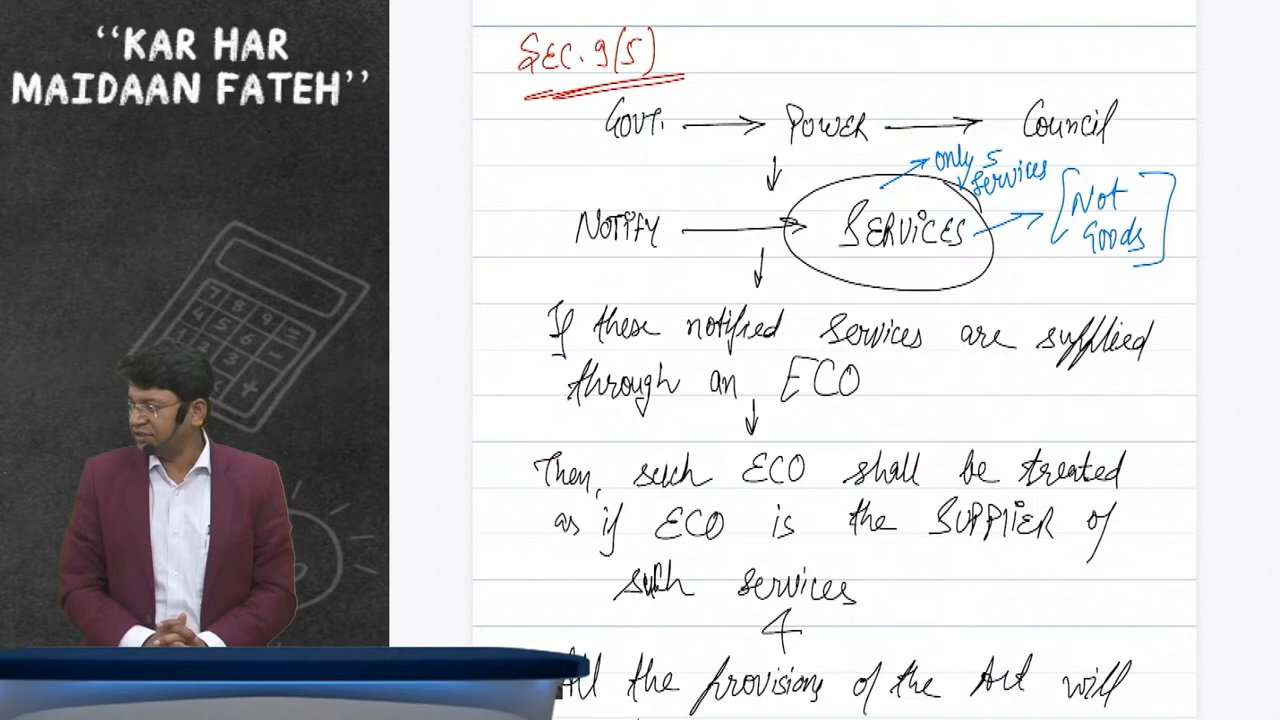 “KAR HAR
MAIDAAN FATEH”
SEC. 9(5)
GOVT. → POWER → Council
↓
only 5
services
NOTIFY → SERVICES
[Not
Goods]
↓
If these notified services are supplied
through an ECO
↓
Then, such ECO shall be treated
as if ECO is the SUPPLIER of
such services
&
All the provisions of the Act will